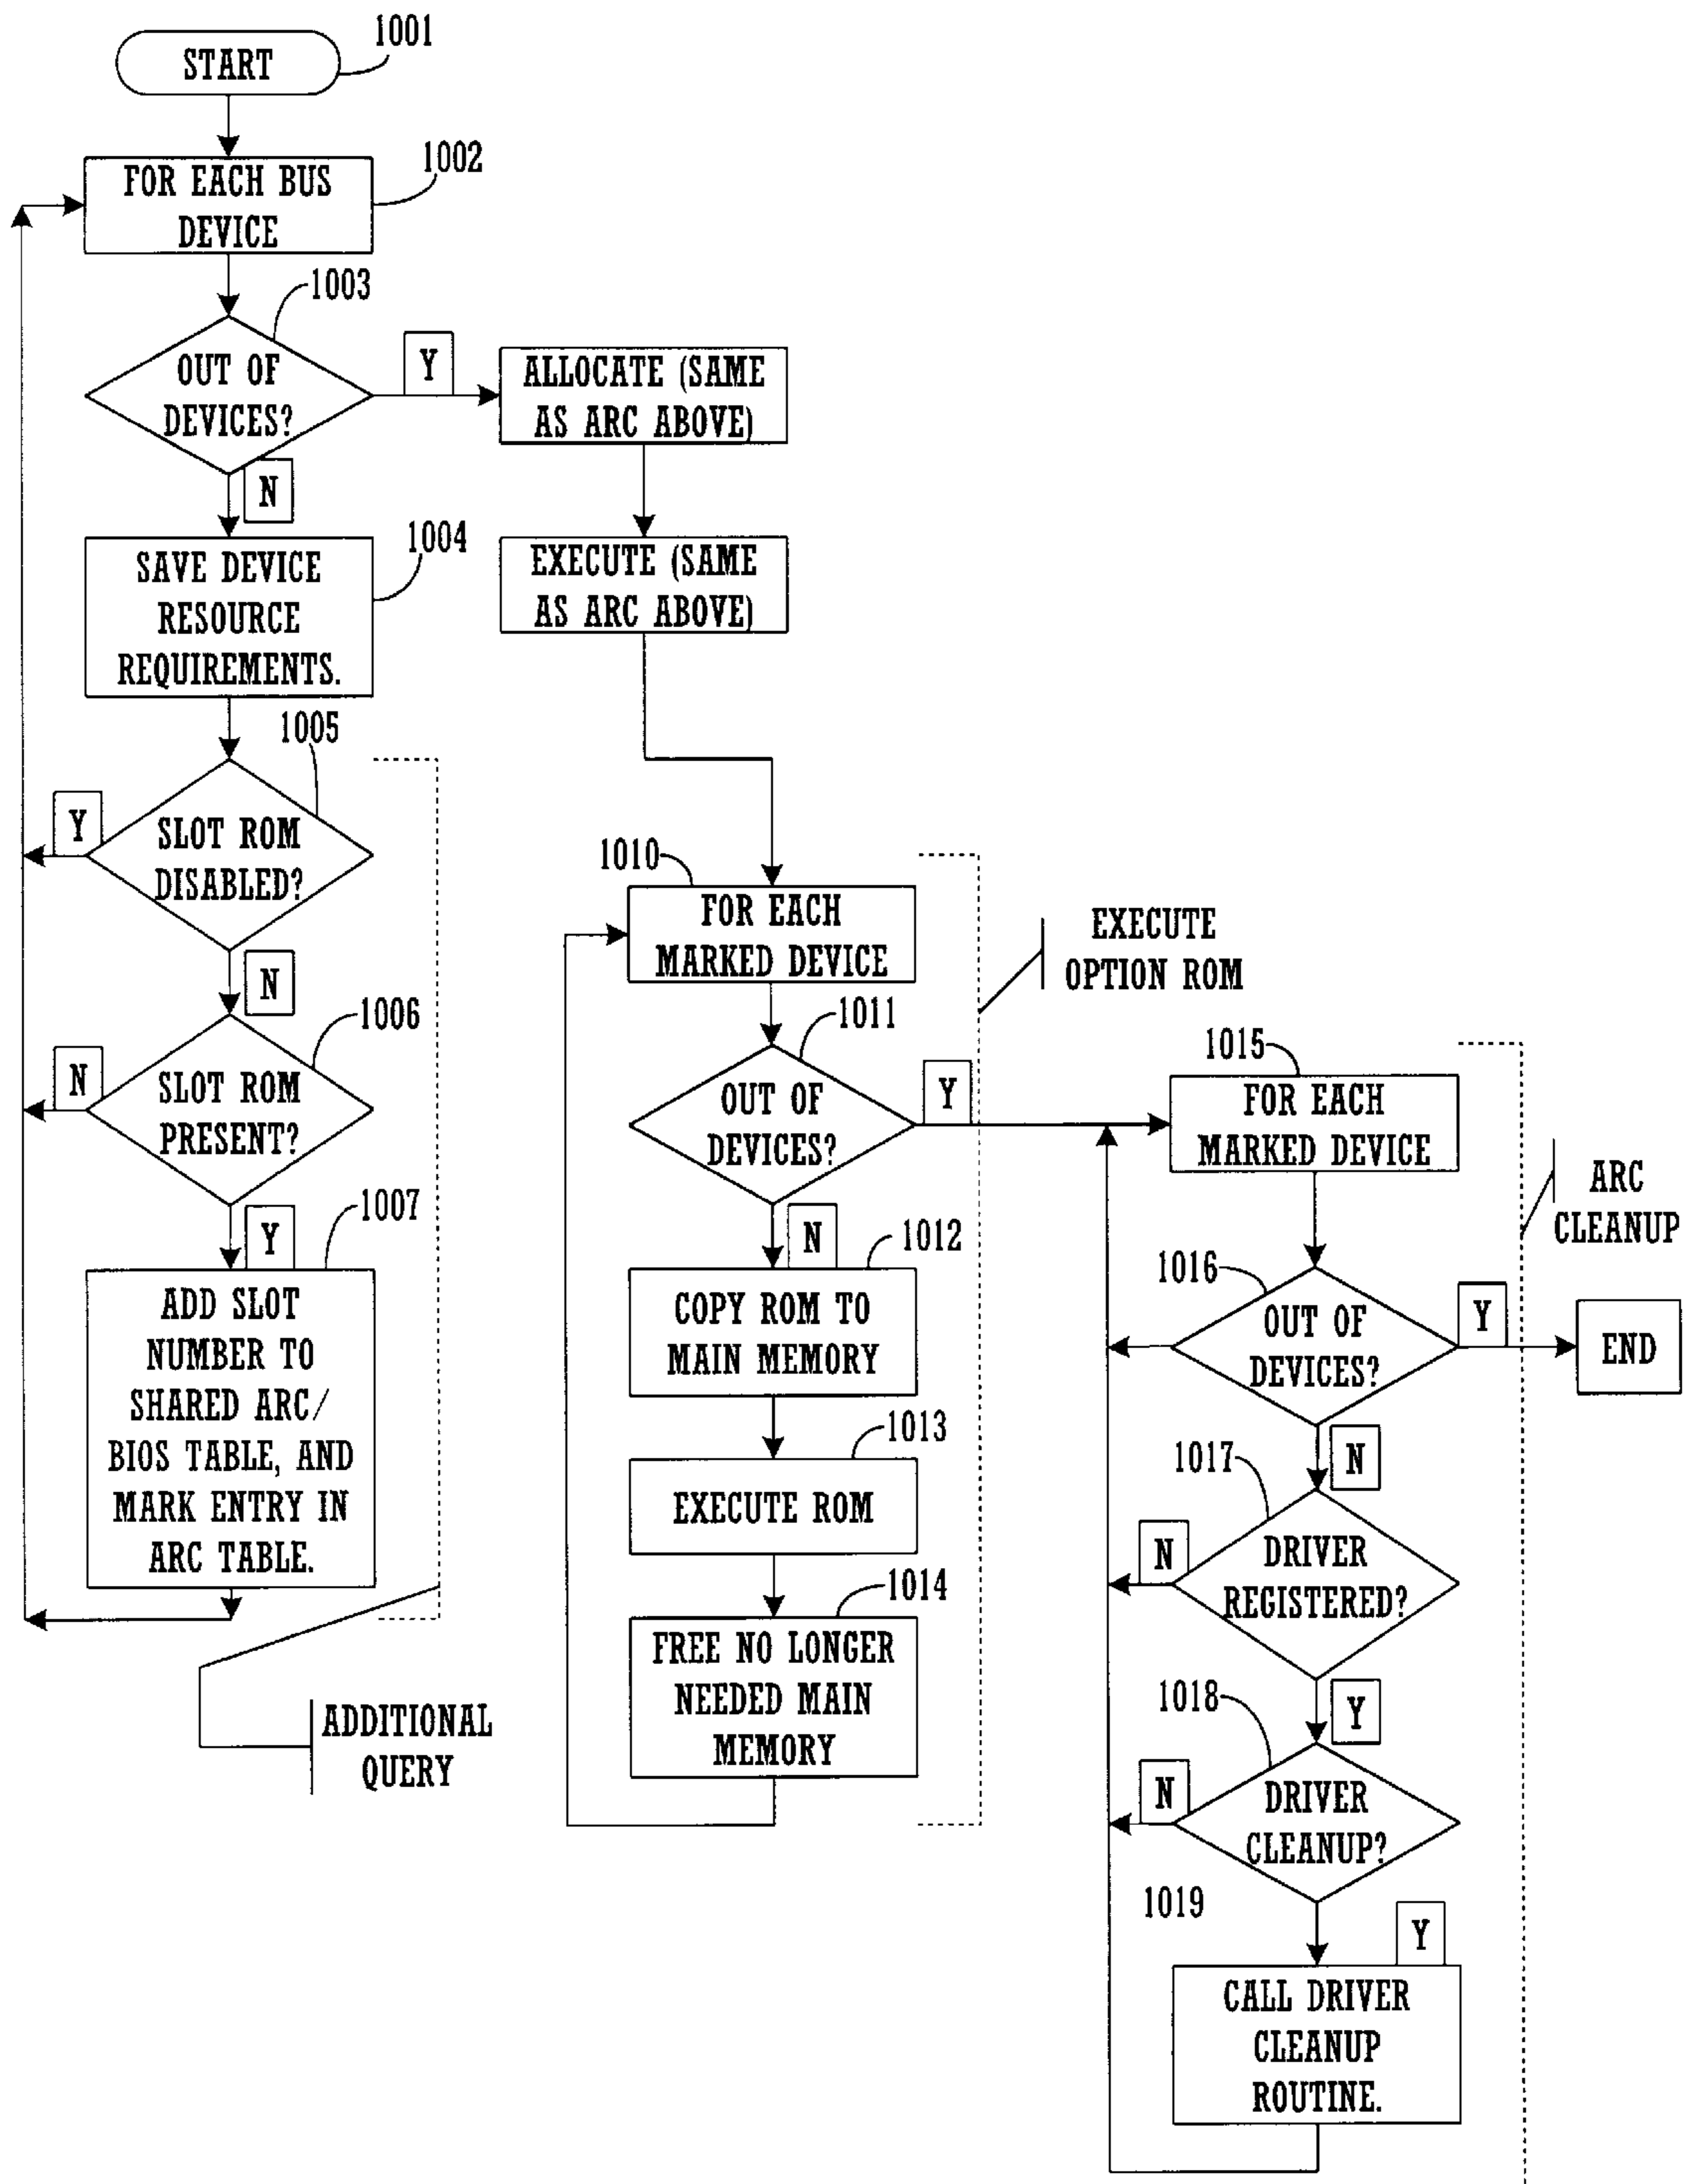 START
1001
FOR EACH BUS
DEVICE
1002
1003
OUT OF
DEVICES?
Y
N
ALLOCATE (SAME
AS ARC ABOVE)
EXECUTE (SAME
AS ARC ABOVE)
SAVE DEVICE
RESOURCE
REQUIREMENTS.
1004
1005
SLOT ROM
DISABLED?
Y
N
1006
SLOT ROM
PRESENT?
N
Y
1007
ADD SLOT
NUMBER TO
SHARED ARC/
BIOS TABLE, AND
MARK ENTRY IN
ARC TABLE.
ADDITIONAL
QUERY
1010
FOR EACH
MARKED DEVICE
EXECUTE
OPTION ROM
1011
OUT OF
DEVICES?
Y
N
1012
COPY ROM TO
MAIN MEMORY
1013
EXECUTE ROM
1014
FREE NO LONGER
NEEDED MAIN
MEMORY
1015
FOR EACH
MARKED DEVICE
ARC
CLEANUP
1016
OUT OF
DEVICES?
Y
END
N
1017
DRIVER
REGISTERED?
N
Y
1018
DRIVER
CLEANUP?
N
1019
Y
CALL DRIVER
CLEANUP
ROUTINE.